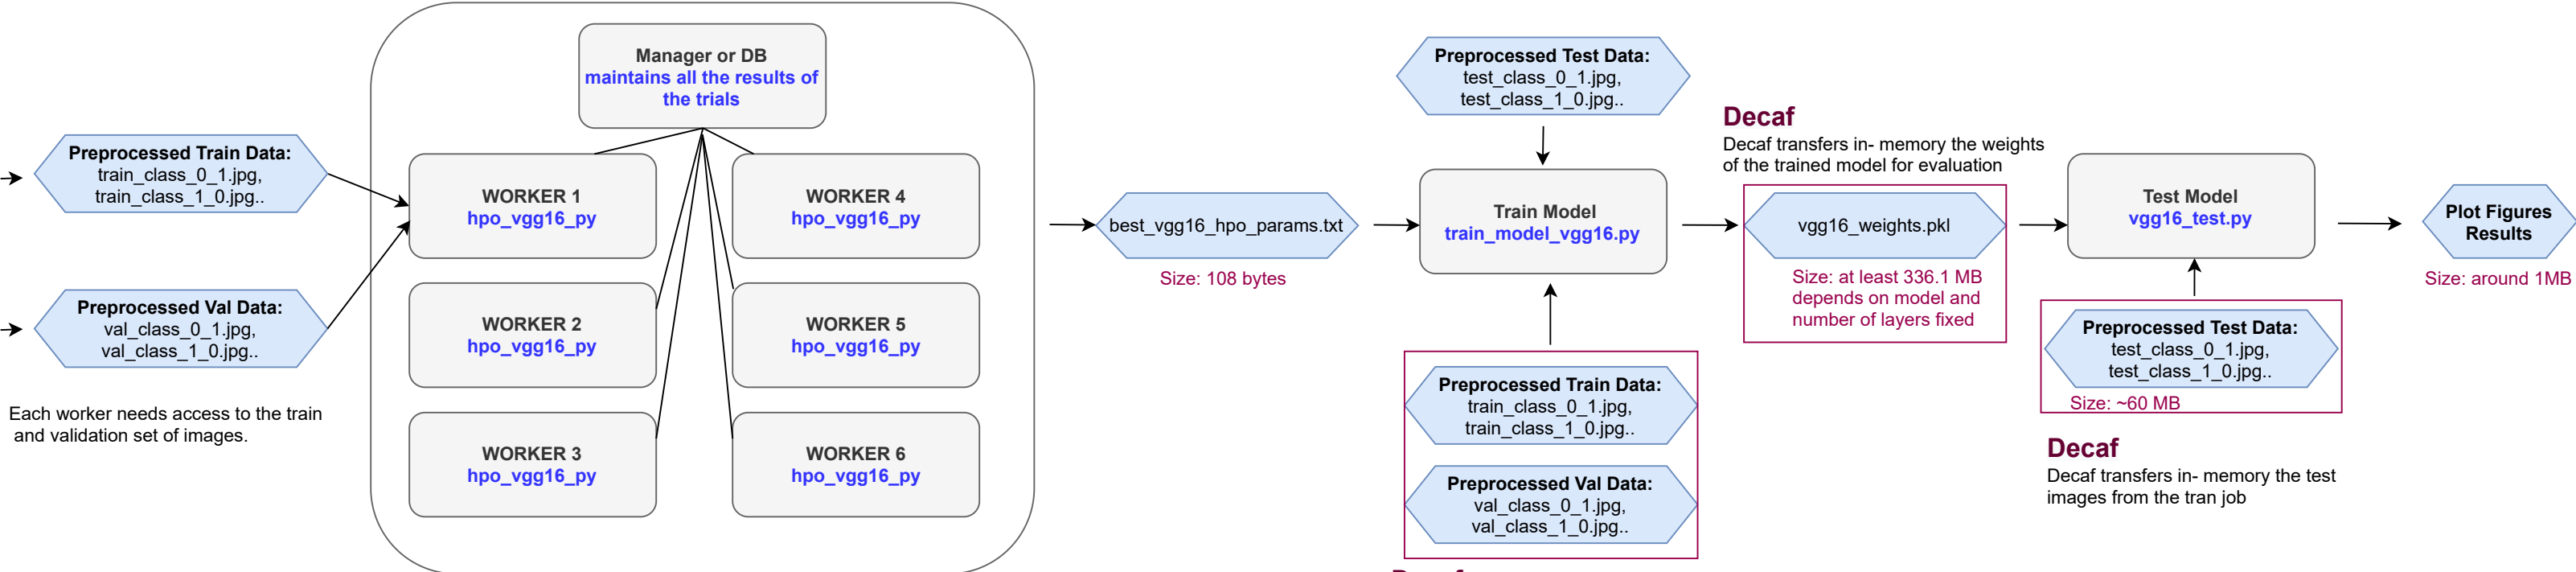 Preprocessed Train Data:
train_class_0_1.jpg,
train_class_1_0.jpg..
Preprocessed Val Data:
val_class_0_1.jpg,
val_class_1_0.jpg..
Each worker needs access to the train
and validation set of images.
Manager or DB
maintains all the results of
the trials
WORKER 1
hpo_vgg16_py
WORKER 4
hpo_vgg16_py
WORKER 2
hpo_vgg16_py
WORKER 5
hpo_vgg16_py
WORKER 3
hpo_vgg16_py
WORKER 6
hpo_vgg16_py
best_vgg16_hpo_params.txt
Size: 108 bytes
Preprocessed Test Data:
test_class_0_1.jpg,
test_class_1_0.jpg..
Train Model
train_model_vgg16.py
Preprocessed Train Data:
train_class_0_1.jpg,
train_class_1_0.jpg..
Preprocessed Val Data:
val_class_0_1.jpg,
val_class_1_0.jpg..
Decaf
Decaf transfers in- memory the weights
of the trained model for evaluation
vgg16_weights.pkl
Size: at least 336.1 MB
depends on model and
number of layers fixed
Test Model
vgg16_test.py
Preprocessed Test Data:
test_class_0_1.jpg,
test_class_1_0.jpg..
Size: ~60 MB
Decaf
Decaf transfers in- memory the test
images from the tran job
Plot Figures
Results
Size: around 1MB